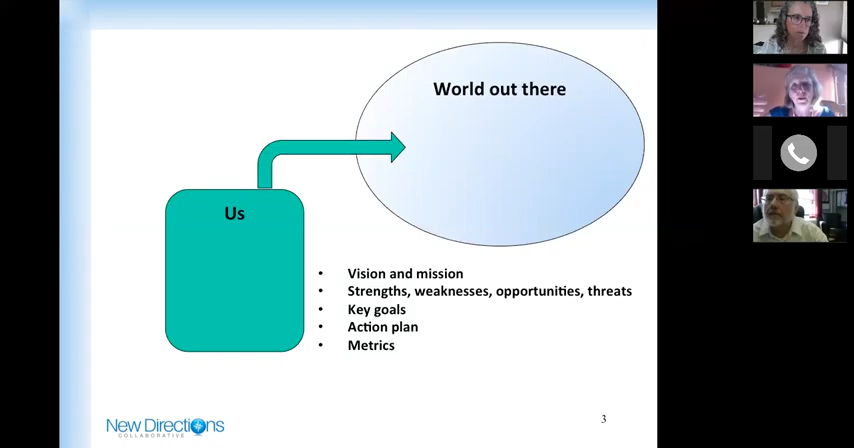 World out there
Us
• Vision and mission
• Strengths, weaknesses, opportunities, threats
• Key goals
• Action plan
• Metrics
New Directions
COLLABORATIVE
3